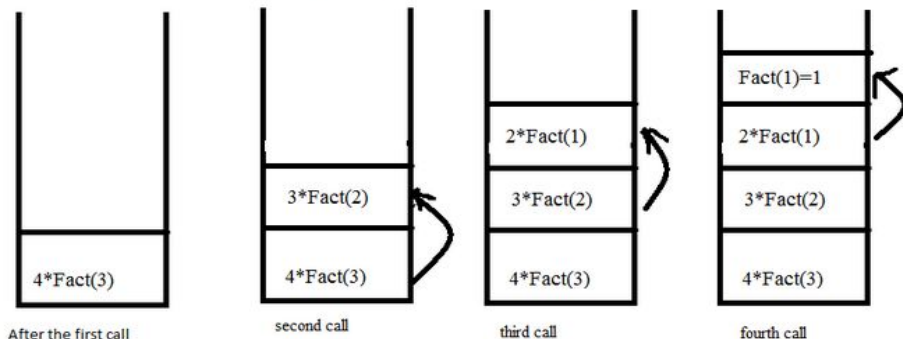 4*Fact(3)
After the first call
3*Fact(2)
4*Fact(3)
second call
2*Fact(1)
3*Fact(2)
4*Fact(3)
third call
Fact(1)=1
2*Fact(1)
3*Fact(2)
4*Fact(3)
fourth call